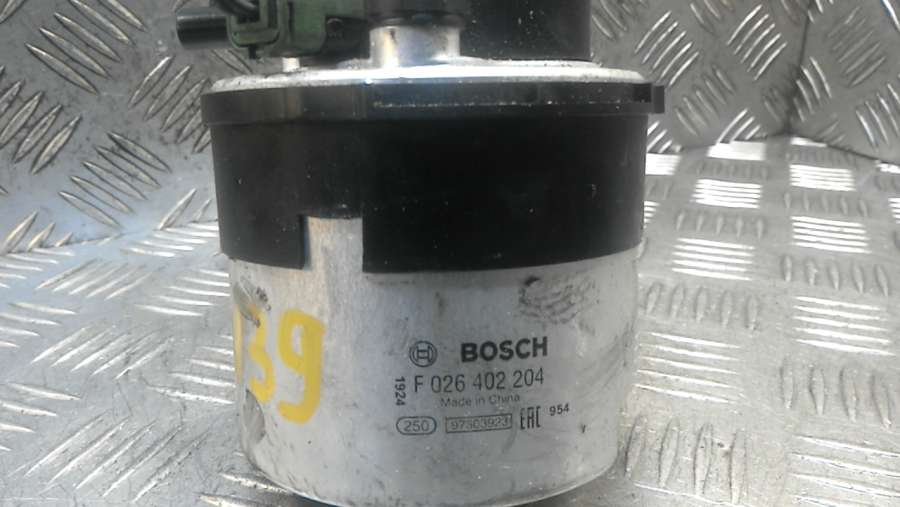 39
BOSCH
1924
F 026 402 204
Made in China
250 97303923 EAC 954